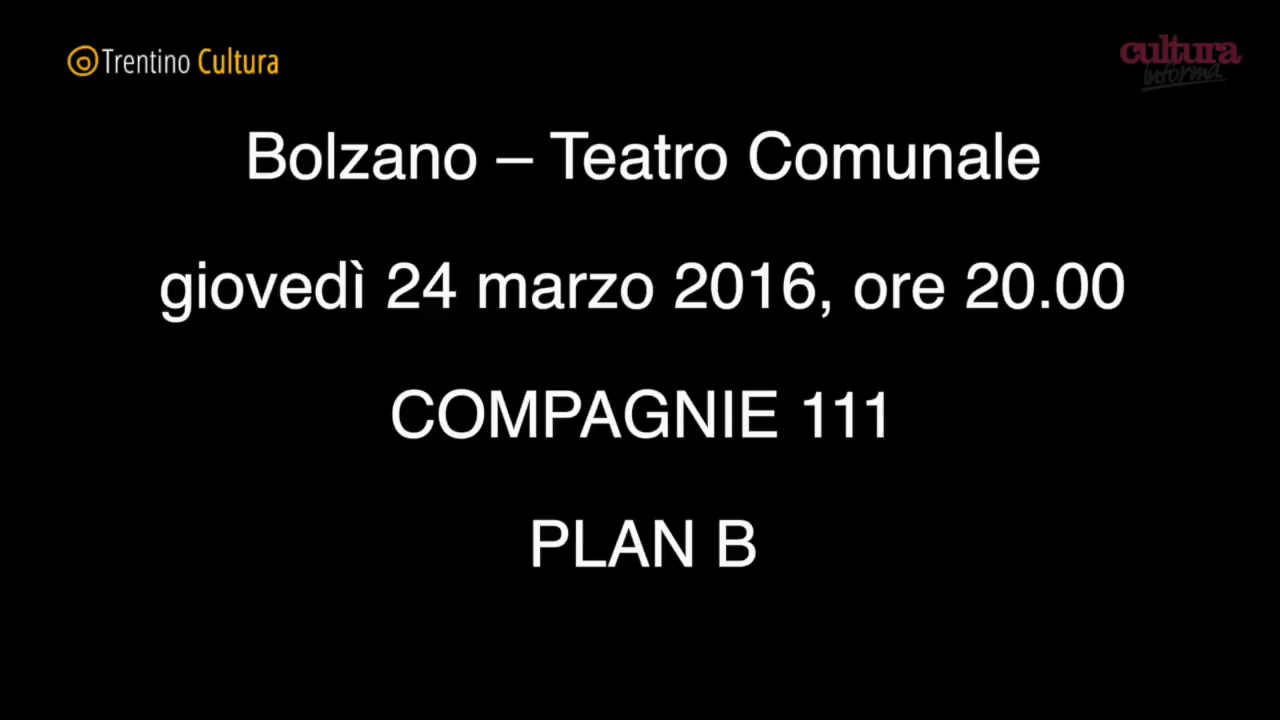 Trentino Cultura
cultura
informa
Bolzano – Teatro Comunale
giovedì 24 marzo 2016, ore 20.00
COMPAGNIE 111
PLAN B